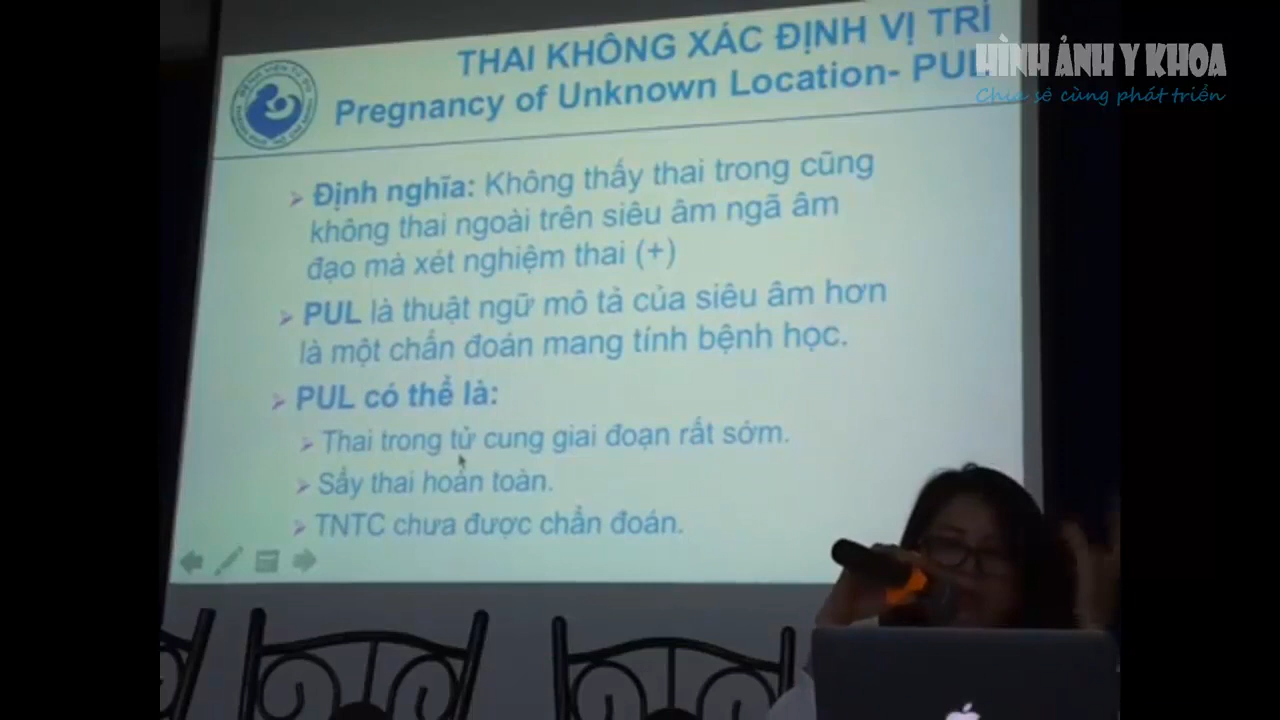 THAI KHÔNG XÁC ĐỊNH VỊ TRÍ
Pregnancy of Unknown Location- PUL
HÌNH ẢNH Y KHOA
Chia sẻ cùng phát triển
Định nghĩa: Không thấy thai trong cũng
không thai ngoài trên siêu âm ngã âm
đạo mà xét nghiệm thai (+)
PUL là thuật ngữ mô tả của siêu âm hơn
là một chẩn đoán mang tính bệnh học.
PUL có thể là:
Thai trong tử cung giai đoạn rất sớm.
Sẩy thai hoàn toàn.
TNTC chưa được chẩn đoán.